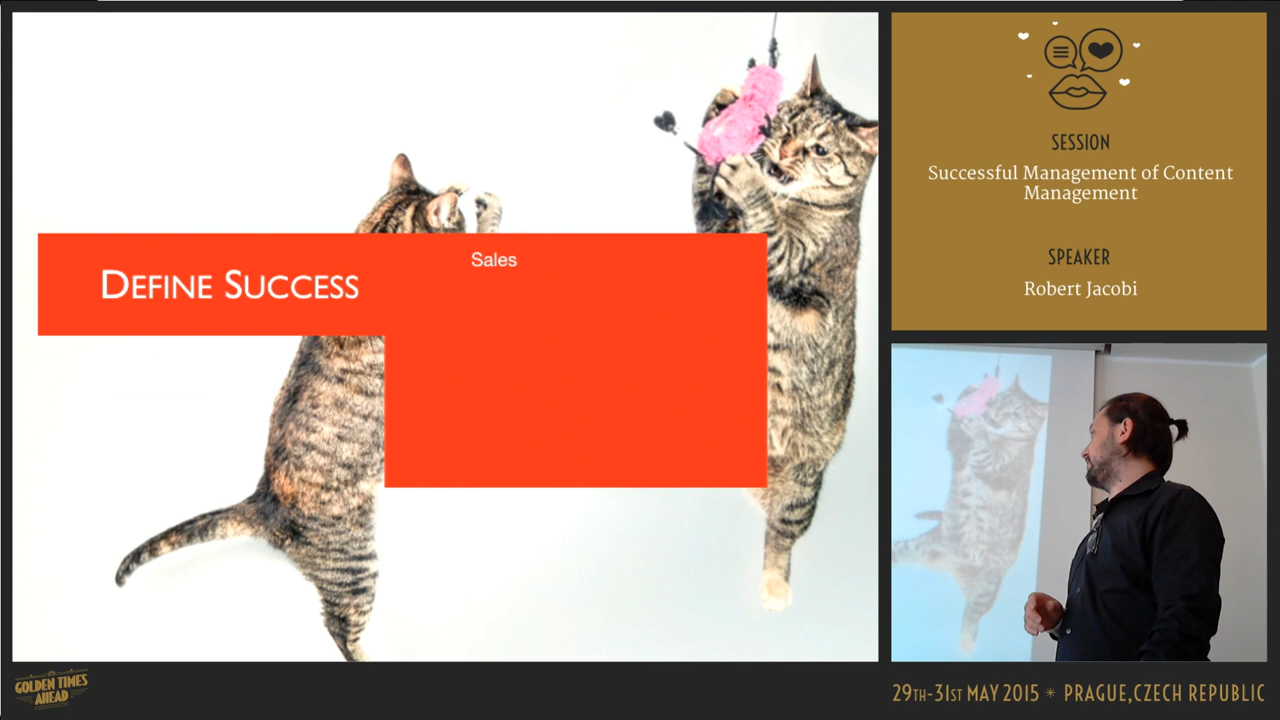 DEFINE SUCCESS
Sales
SESSION
Successful Management of Content
Management
SPEAKER
Robert Jacobi
GOLDEN TIMES
AHEAD
29TH-31ST MAY 2015 * PRAGUE,CZECH REPUBLIC